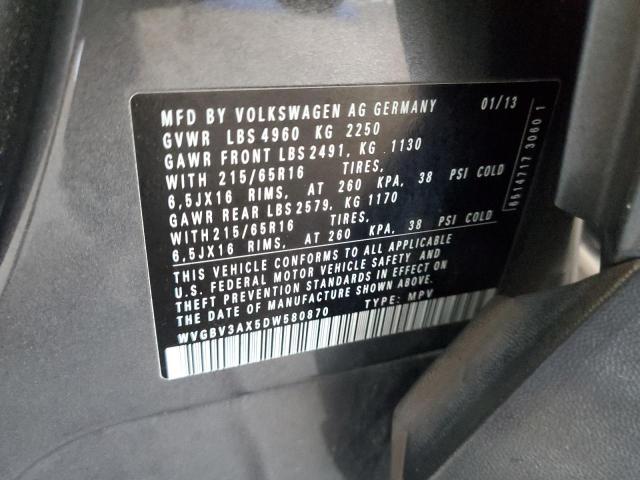 MFD BY VOLKSWAGEN AG GERMANY 01/13
GVWR LBS 4960 KG 2250
GAWR FRONT LBS 2491, KG 1130
WITH 215/65R16 TIRES,
6,5JX16 RIMS, AT 260 KPA, 38 PSI COLD
GAWR REAR LBS 2579, KG 1170
WITH 215/65R16 TIRES,
6,5JX16 RIMS, AT 260 KPA, 38 PSI COLD
THIS VEHICLE CONFORMS TO ALL APPLICABLE
U.S. FEDERAL MOTOR VEHICLE SAFETY AND
THEFT PREVENTION STANDARDS IN EFFECT ON
THE DATE OF MANUFACTURE SHOWN ABOVE.
WVGBV3AX5DW580870 TYPE: MPV
8514717 3060 1